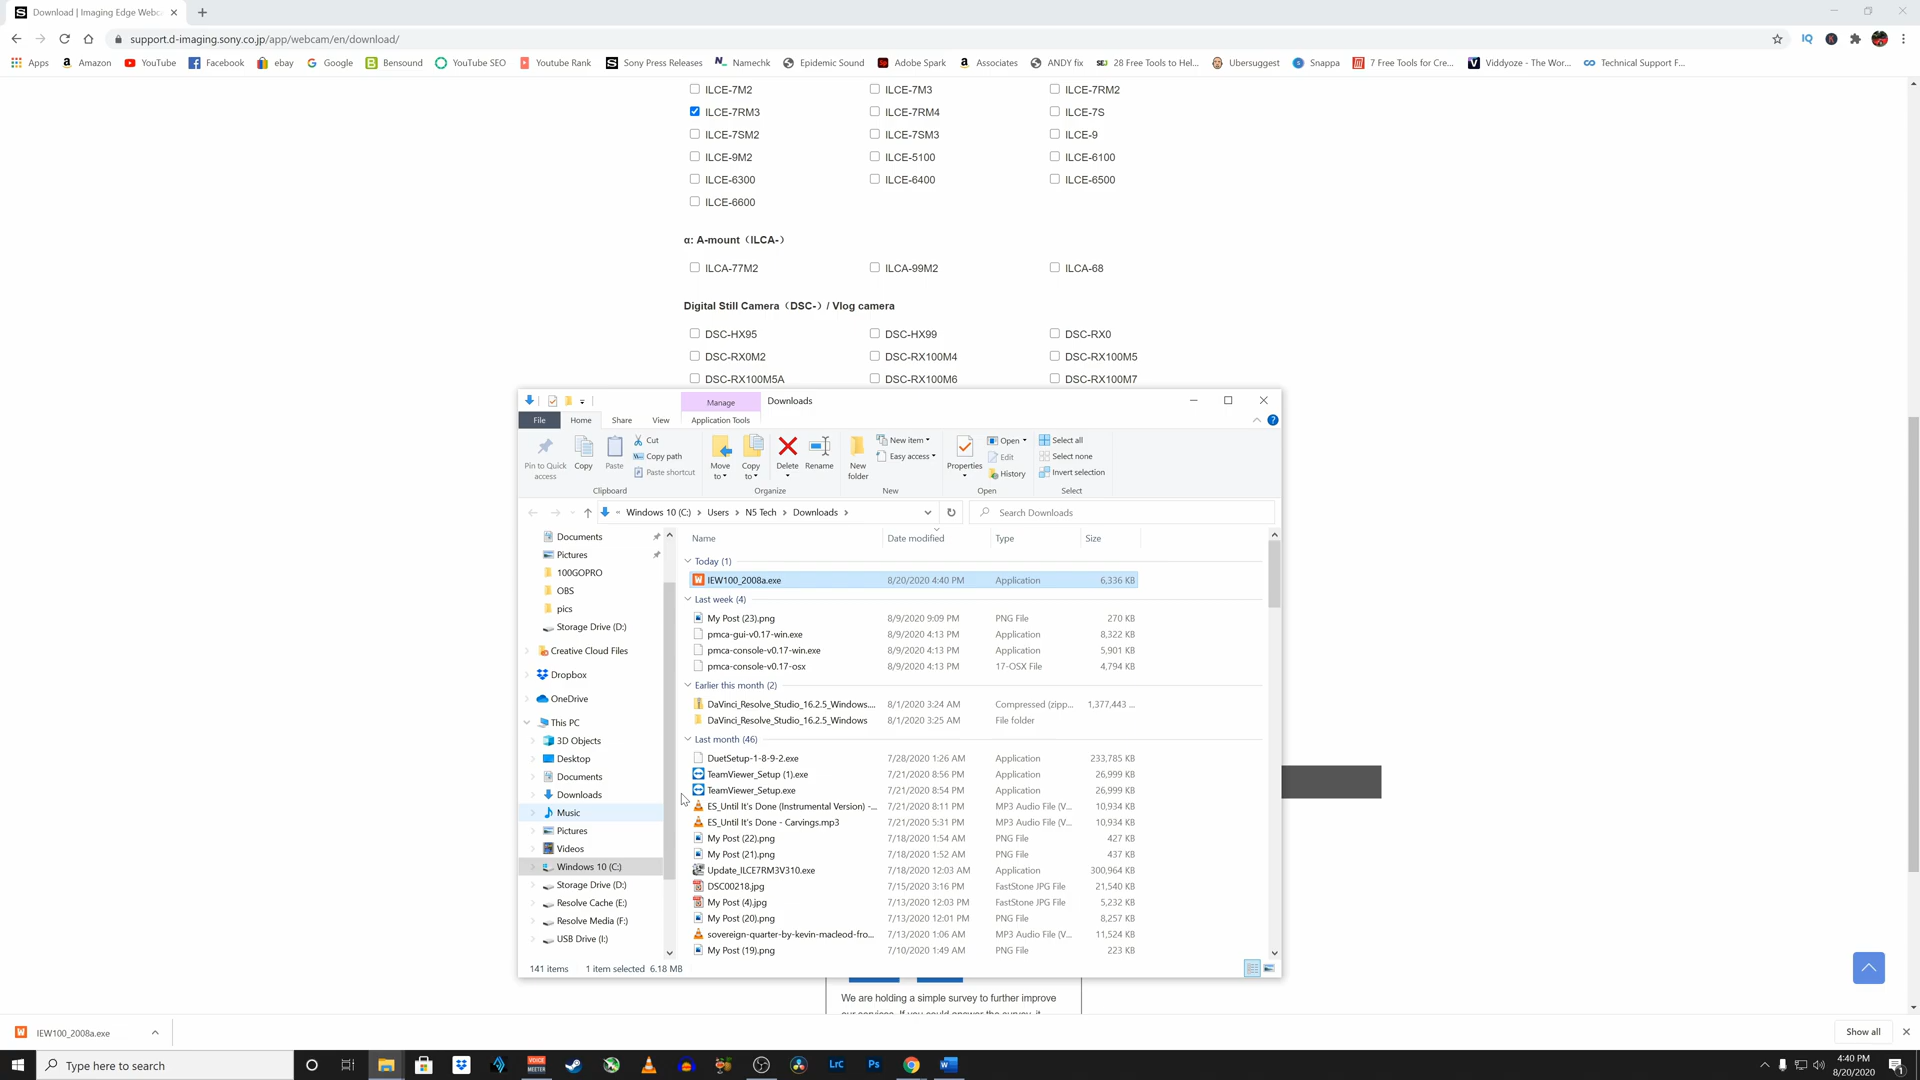 Download | Imaging Edge Webc
support.d-imaging.sony.co.jp/app/webcam/en/download/
IQ
Apps Amazon YouTube Facebook ebay Google Bensound YouTube SEO Youtube Rank Sony Press Releases Namechk Epidemic Sound Adobe Spark Associates ANDY fix 28 Free Tools to Hel... Ubersuggest Snappa 7 Free Tools for Cre... Viddyoze - The Wor... Technical Support F...
ILCE-7M2 ILCE-7M3 ILCE-7RM2
ILCE-7RM3 ILCE-7RM4 ILCE-7S
ILCE-7SM2 ILCE-7SM3 ILCE-9
ILCE-9M2 ILCE-5100 ILCE-6100
ILCE-6300 ILCE-6400 ILCE-6500
ILCE-6600
α: A-mount（ILCA-）
ILCA-77M2 ILCA-99M2 ILCA-68
Digital Still Camera（DSC-）/ Vlog camera
DSC-HX95 DSC-HX99 DSC-RX0
DSC-RX0M2 DSC-RX100M4 DSC-RX100M5
DSC-RX100M5A DSC-RX100M6 DSC-RX100M7
Manage Downloads
File Home Share View Application Tools
Pin to Quick access Copy Paste Cut Copy path Paste shortcut Move to Copy to Delete Rename New folder New item Easy access Properties Open Edit History Select all Select none Invert selection
Clipboard Organize New Open Select
« Windows 10 (C:) › Users › N5 Tech › Downloads › Search Downloads
Name Date modified Type Size
Documents
Pictures
100GOPRO
OBS
pics
Storage Drive (D:)
Creative Cloud Files
Dropbox
OneDrive
This PC
3D Objects
Desktop
Documents
Downloads
Music
Pictures
Videos
Windows 10 (C:)
Storage Drive (D:)
Resolve Cache (E:)
Resolve Media (F:)
USB Drive (I:)
Today (1)
IEW100_2008a.exe 8/20/2020 4:40 PM Application 6,336 KB
Last week (4)
My Post (23).png 8/9/2020 9:09 PM PNG File 270 KB
pmca-gui-v0.17-win.exe 8/9/2020 4:13 PM Application 8,322 KB
pmca-console-v0.17-win.exe 8/9/2020 4:13 PM Application 5,901 KB
pmca-console-v0.17-osx 8/9/2020 4:13 PM 17-OSX File 4,794 KB
Earlier this month (2)
DaVinci_Resolve_Studio_16.2.5_Windows.... 8/1/2020 3:24 AM Compressed (zipp... 1,377,443 ...
DaVinci_Resolve_Studio_16.2.5_Windows 8/1/2020 3:25 AM File folder
Last month (46)
DuetSetup-1-8-9-2.exe 7/28/2020 1:26 AM Application 233,785 KB
TeamViewer_Setup (1).exe 7/21/2020 8:56 PM Application 26,999 KB
TeamViewer_Setup.exe 7/21/2020 8:54 PM Application 26,999 KB
ES_Until It's Done (Instrumental Version) -... 7/21/2020 8:11 PM MP3 Audio File (V... 10,934 KB
ES_Until It's Done - Carvings.mp3 7/21/2020 5:31 PM MP3 Audio File (V... 10,934 KB
My Post (22).png 7/18/2020 1:54 AM PNG File 427 KB
My Post (21).png 7/18/2020 1:52 AM PNG File 437 KB
Update_ILCE7RM3V310.exe 7/18/2020 12:03 AM Application 300,964 KB
DSC00218.jpg 7/15/2020 3:16 PM FastStone JPG File 21,540 KB
My Post (4).jpg 7/13/2020 12:03 PM FastStone JPG File 5,232 KB
My Post (20).png 7/13/2020 12:01 PM PNG File 8,257 KB
sovereign-quarter-by-kevin-macleod-fro... 7/13/2020 1:06 AM MP3 Audio File (V... 11,524 KB
My Post (19).png 7/10/2020 1:49 AM PNG File 223 KB
141 items 1 item selected 6.18 MB
We are holding a simple survey to further improve
our services. If you could answer the survey, it
IEW100_2008a.exe Show all
Type here to search VOICE MEETER LrC Ps W 4:40 PM
8/20/2020